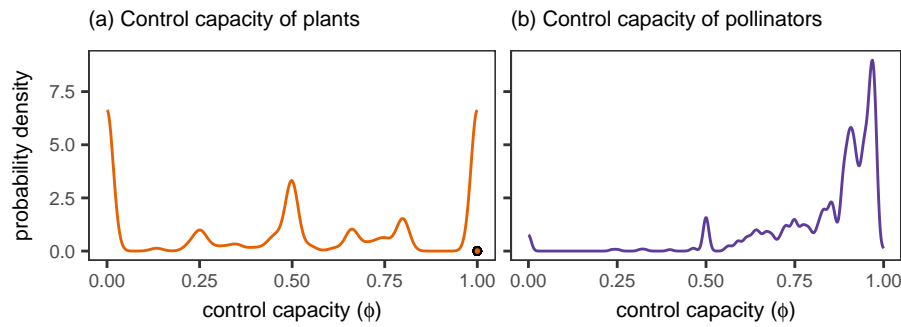 (a) Control capacity of plants
(b) Control capacity of pollinators
probability density
7.5
5.0
2.5
0.0
0.00 0.25 0.50 0.75 1.00
0.00 0.25 0.50 0.75 1.00
control capacity (ϕ)
control capacity (ϕ)